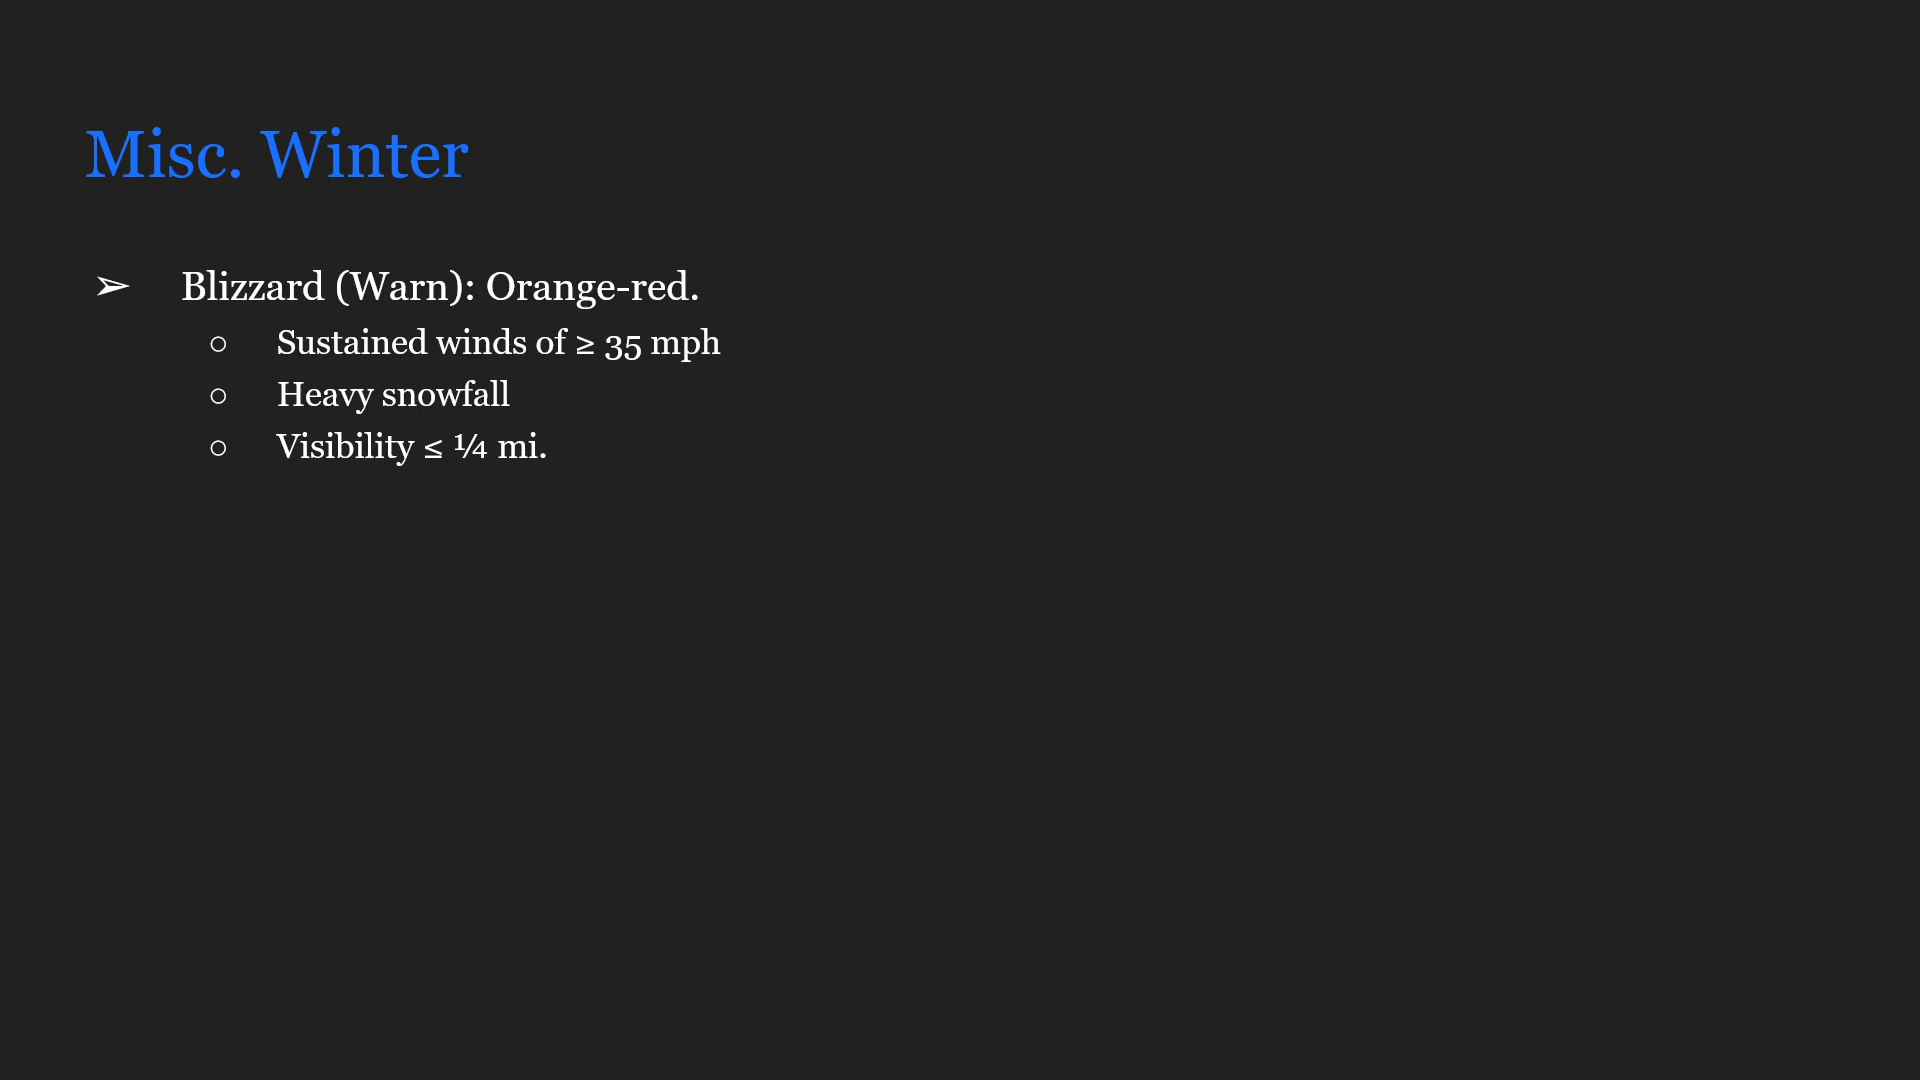 Misc. Winter
➢ Blizzard (Warn): Orange-red.
○ Sustained winds of ≥ 35 mph
○ Heavy snowfall
○ Visibility ≤ ¼ mi.